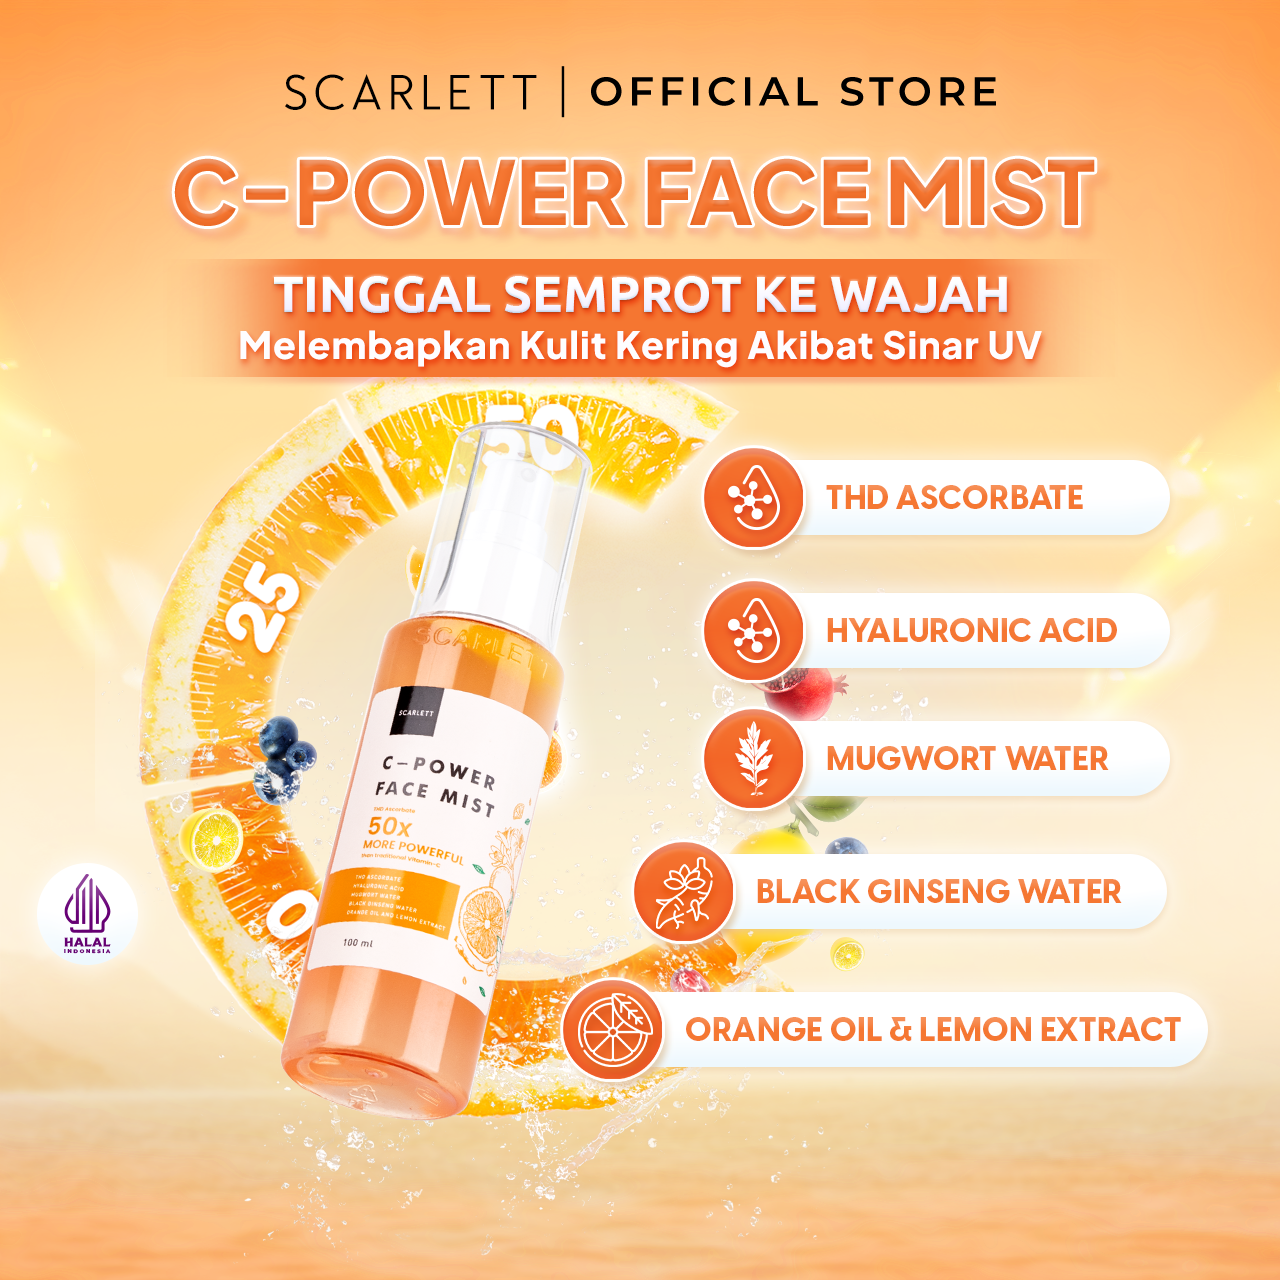 SCARLETT | OFFICIAL STORE
C-POWER FACE MIST
TINGGAL SEMPROT KE WAJAH
Melembapkan Kulit Kering Akibat Sinar UV
50
25
0
THD ASCORBATE
HYALURONIC ACID
MUGWORT WATER
BLACK GINSENG WATER
ORANGE OIL & LEMON EXTRACT
SCARLETT
SCARLETT
C-POWER
FACE MIST
THD Ascorbate
50x
MORE POWERFUL
than traditional Vitamin-C
THD ASCORBATE
HYALURONIC ACID
MUGWORT WATER
BLACK GINSENG WATER
ORANGE OIL AND LEMON EXTRACT
100 ml
HALAL
INDONESIA